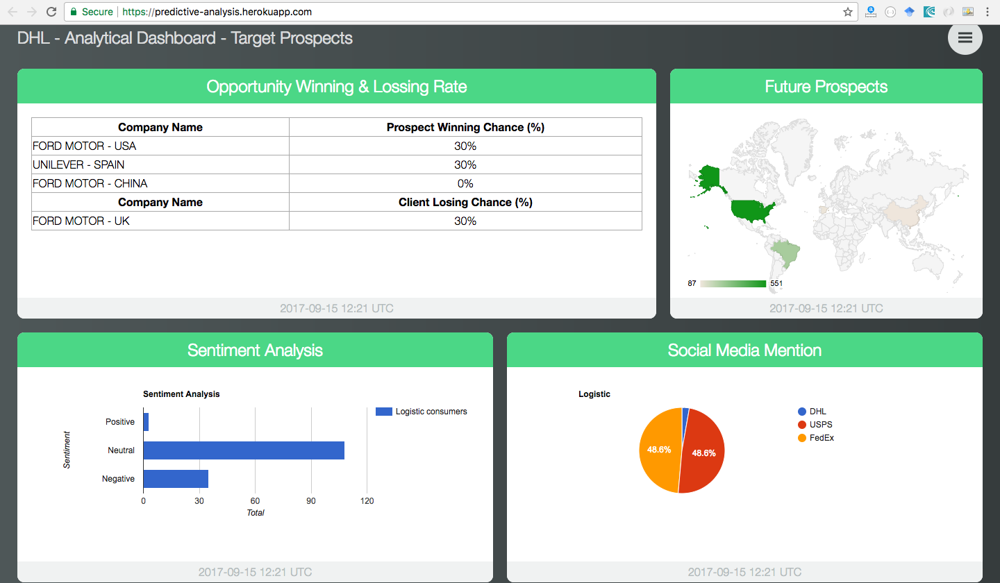 Secure | https://predictive-analysis.herokuapp.com
DHL - Analytical Dashboard - Target Prospects
Opportunity Winning & Lossing Rate
Company Name Prospect Winning Chance (%)
FORD MOTOR - USA 30%
UNILEVER - SPAIN 30%
FORD MOTOR - CHINA 0%
Company Name Client Losing Chance (%)
FORD MOTOR - UK 30%
2017-09-15 12:21 UTC
Future Prospects
87 551
2017-09-15 12:21 UTC
Sentiment Analysis
Sentiment Analysis
Logistic consumers
Sentiment
Positive
Neutral
Negative
0 30 60 90 120
Total
2017-09-15 12:21 UTC
Social Media Mention
Logistic
48.6% 48.6%
DHL
USPS
FedEx
2017-09-15 12:21 UTC